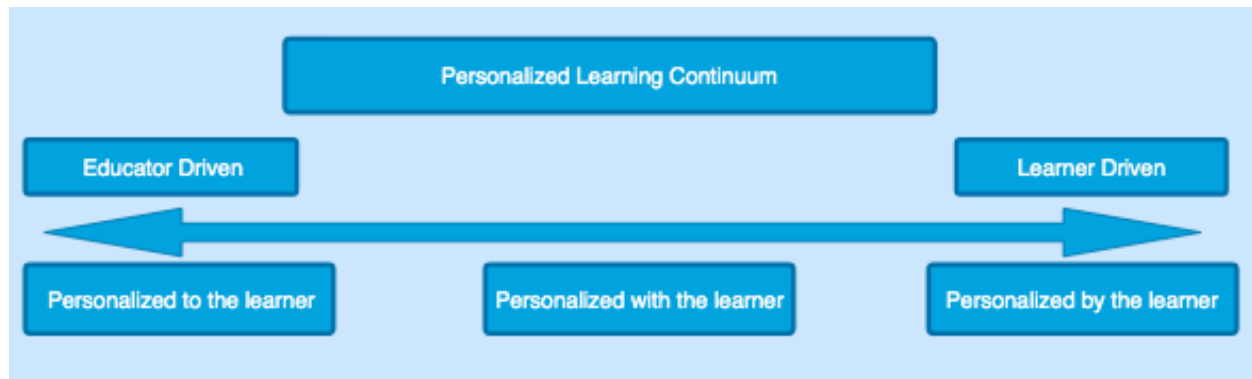 Personalized Learning Continuum
Educator Driven
Learner Driven
Personalized to the learner
Personalized with the learner
Personalized by the learner